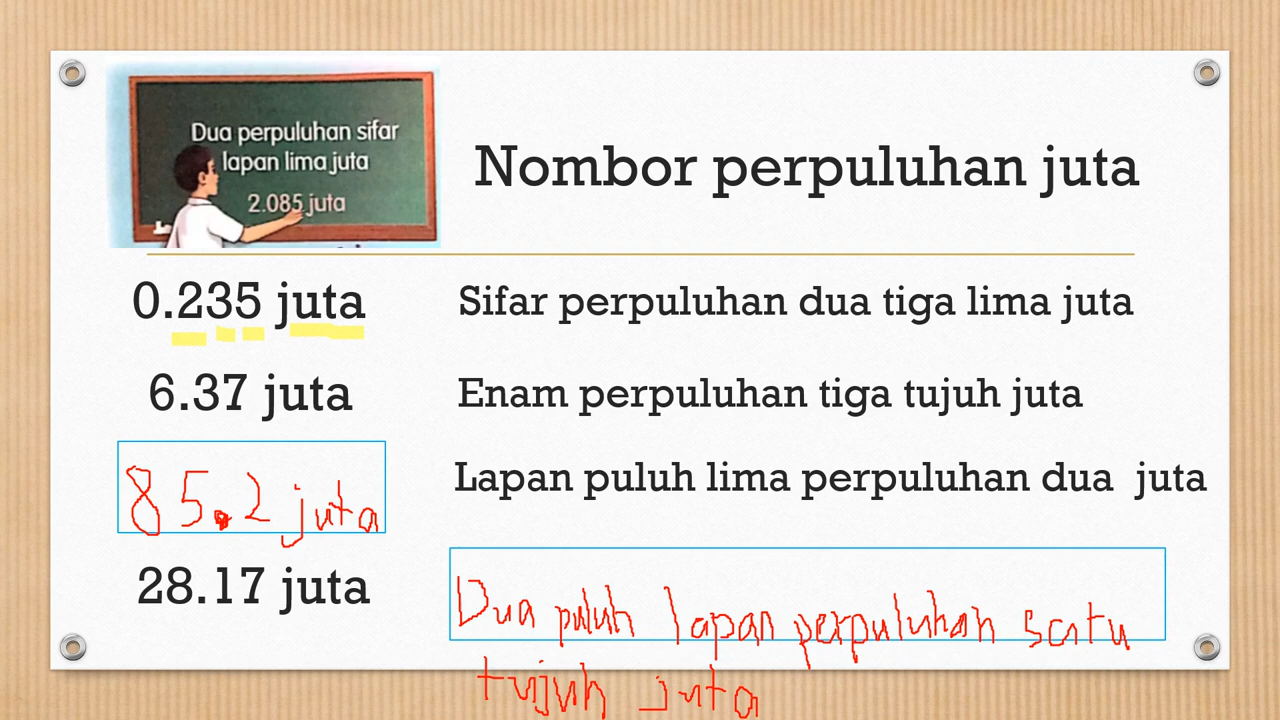 Dua perpuluhan sifar
lapan lima juta
2.085 juta
Nombor perpuluhan juta
0.235 juta
Sifar perpuluhan dua tiga lima juta
6.37 juta
Enam perpuluhan tiga tujuh juta
85.2 juta
Lapan puluh lima perpuluhan dua juta
28.17 juta
Dua puluh lapan perpuluhan satu
tujuh juta